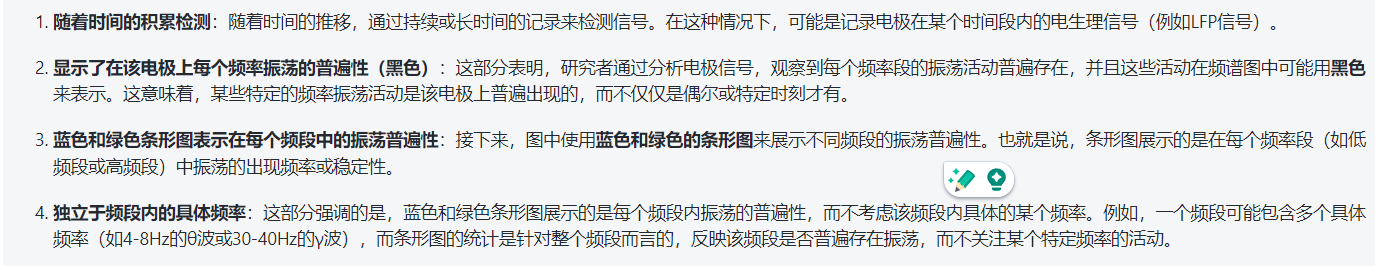 1. 随着时间的积累检测：随着时间的推移，通过持续或长时间的记录来检测信号。在这种情况下，可能是记录电极在某个时间段内的电生理信号（例如LFP信号）。
2. 显示了在该电极上每个频率振荡的普遍性（黑色）：这部分表明，研究者通过分析电极信号，观察到每个频率段的振荡活动普遍存在，并且这些活动在频谱图中可能用黑色
来表示。这意味着，某些特定的频率振荡活动是该电极上普遍出现的，而不仅仅是偶尔或特定时刻才有。
3. 蓝色和绿色条形图表示在每个频段中的振荡普遍性：接下来，图中使用蓝色和绿色的条形图来展示不同频段的振荡普遍性。也就是说，条形图展示的是在每个频率段（如低
频段或高频段）中振荡的出现频率或稳定性。
4. 独立于频段内的具体频率：这部分强调的是，蓝色和绿色条形图展示的是每个频段内振荡的普遍性，而不考虑该频段内具体的某个频率。例如，一个频段可能包含多个具体
频率（如4-8Hz的θ波或30-40Hz的γ波），而条形图的统计是针对整个频段而言的，反映该频段是否普遍存在振荡，而不关注某个特定频率的活动。